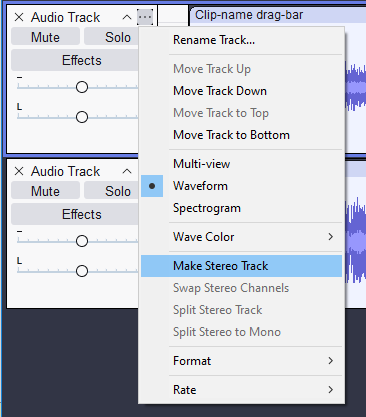 Audio Track
Clip-name drag-bar
Mute Solo
Effects
L
Rename Track...
Move Track Up
Move Track Down
Move Track to Top
Move Track to Bottom
Multi-view
Waveform
Spectrogram
Wave Color
Make Stereo Track
Swap Stereo Channels
Split Stereo Track
Split Stereo to Mono
Format
Rate
Audio Track
Mute Solo
Effects
L